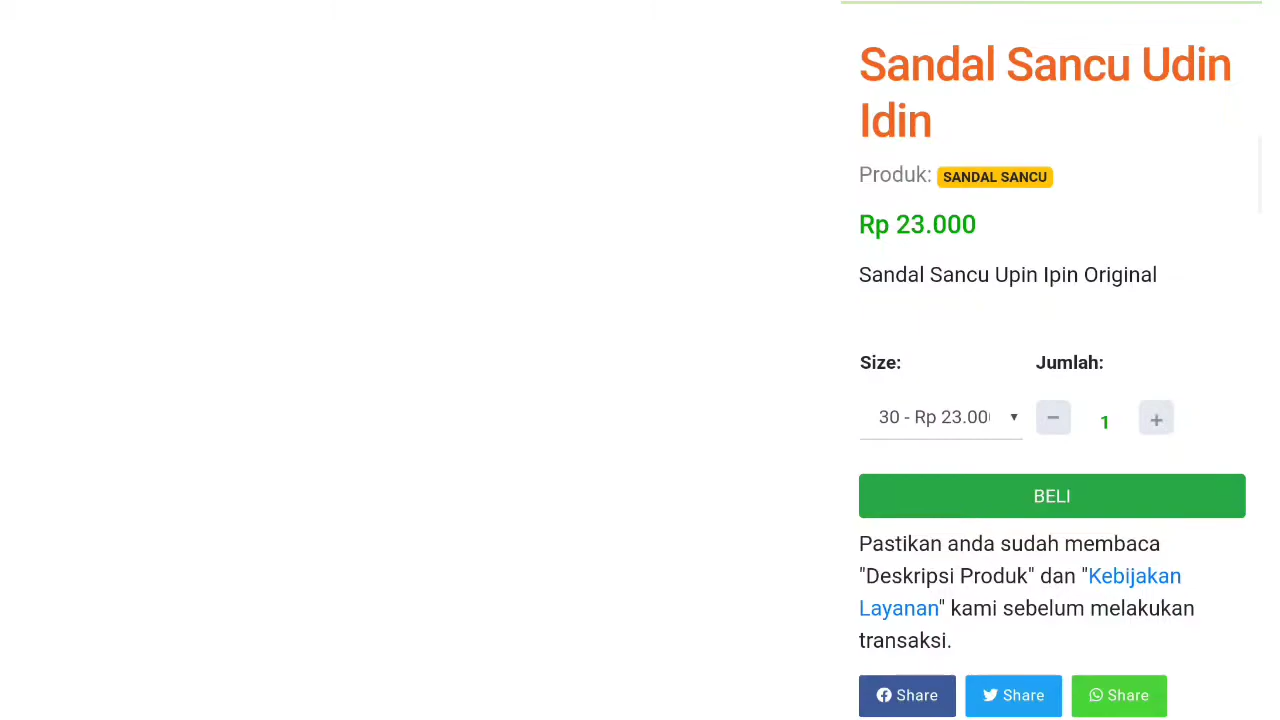 Sandal Sancu Udin
Idin
Produk: SANDAL SANCU
Rp 23.000
Sandal Sancu Upin Ipin Original
Size: Jumlah:
30 - Rp 23.00 1
BELI
Pastikan anda sudah membaca
"Deskripsi Produk" dan "Kebijakan
Layanan" kami sebelum melakukan
transaksi.
Share Share Share